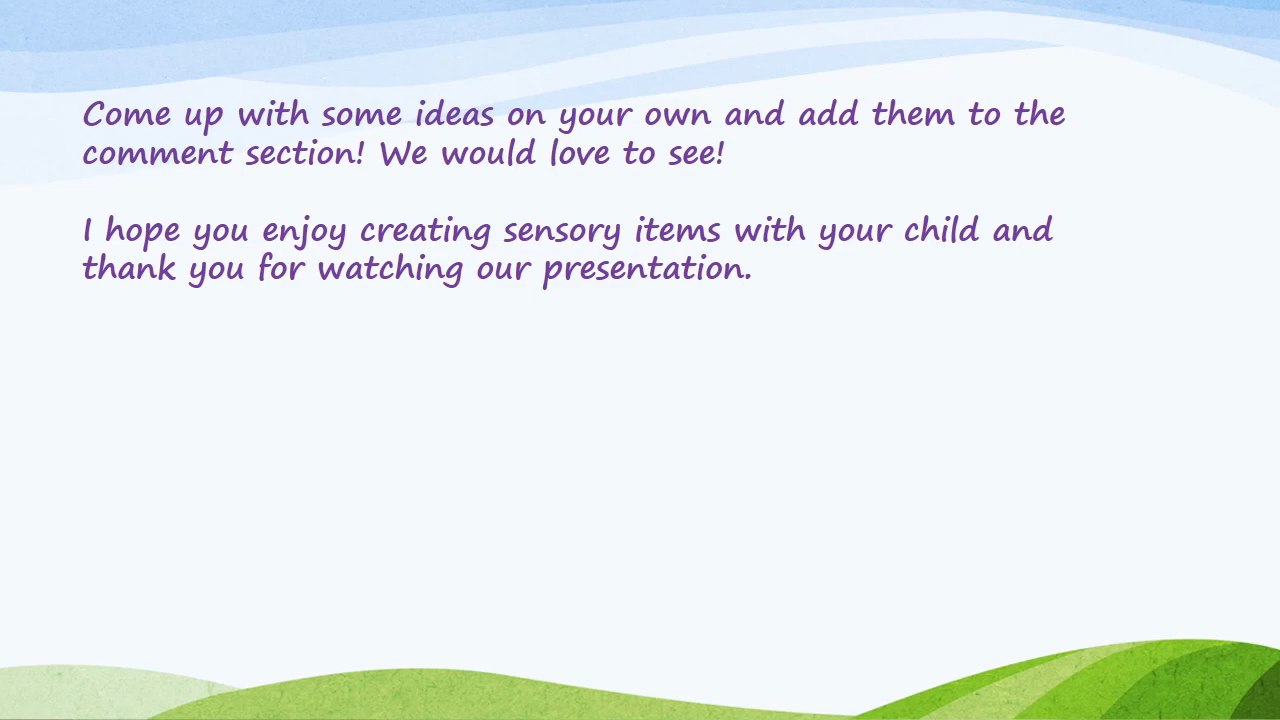 Come up with some ideas on your own and add them to the
comment section! We would love to see!
I hope you enjoy creating sensory items with your child and
thank you for watching our presentation.